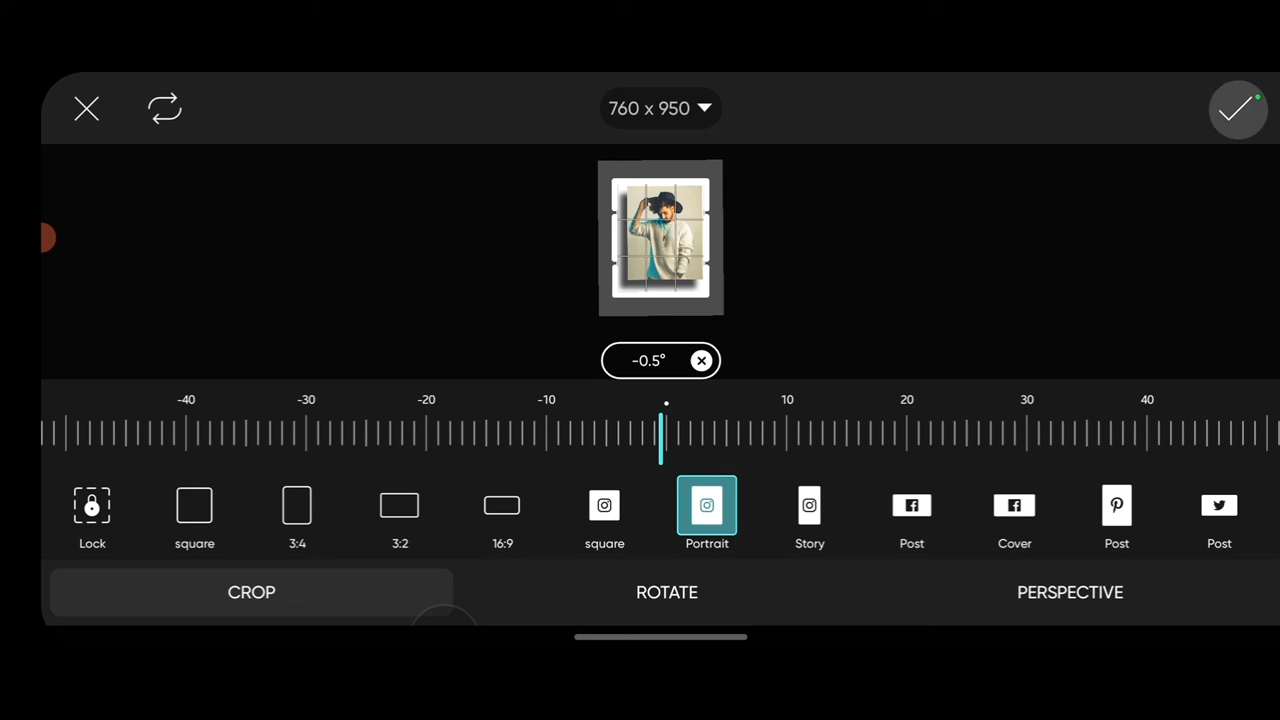 760 x 950
-0.5°
-40 -30 -20 -10 10 20 30 40
Lock square 3:4 3:2 16:9 square Portrait Story Post Cover Post Post
CROP ROTATE PERSPECTIVE